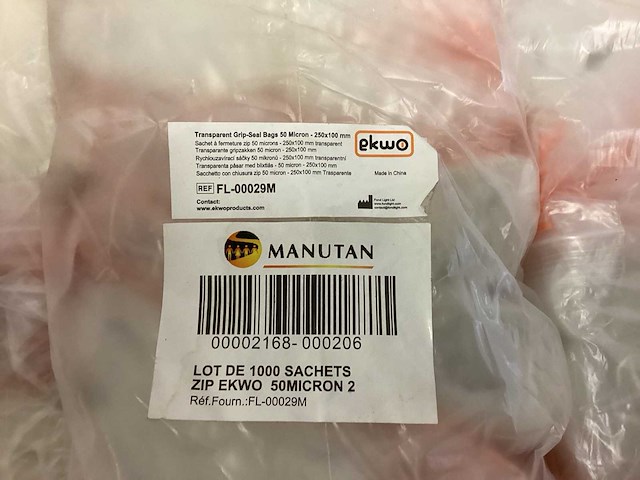 Transparent Grip-Seal Bags 50 Micron - 250x100 mm
Sachet à fermeture zip 50 microns - 250x100 mm transparent
Transparante gripzakken 50 micron - 250x100 mm
Rychlouzavírací sáčky 50 mikronů - 250x100 mm transparentní
Transparenta påsar med blixtlås - 50 micron - 250x100 mm
Sacchetto con chiusura zip 50 micron - 250x100 mm Trasparente
ekwo
Made in China
REF FL-00029M
Contact:
www.ekwoproducts.com
MANUTAN
00002168- 000206
LOT DE 1000 SACHETS
ZIP EKWO 50MICRON 2
Réf.Fourn.:FL-00029M